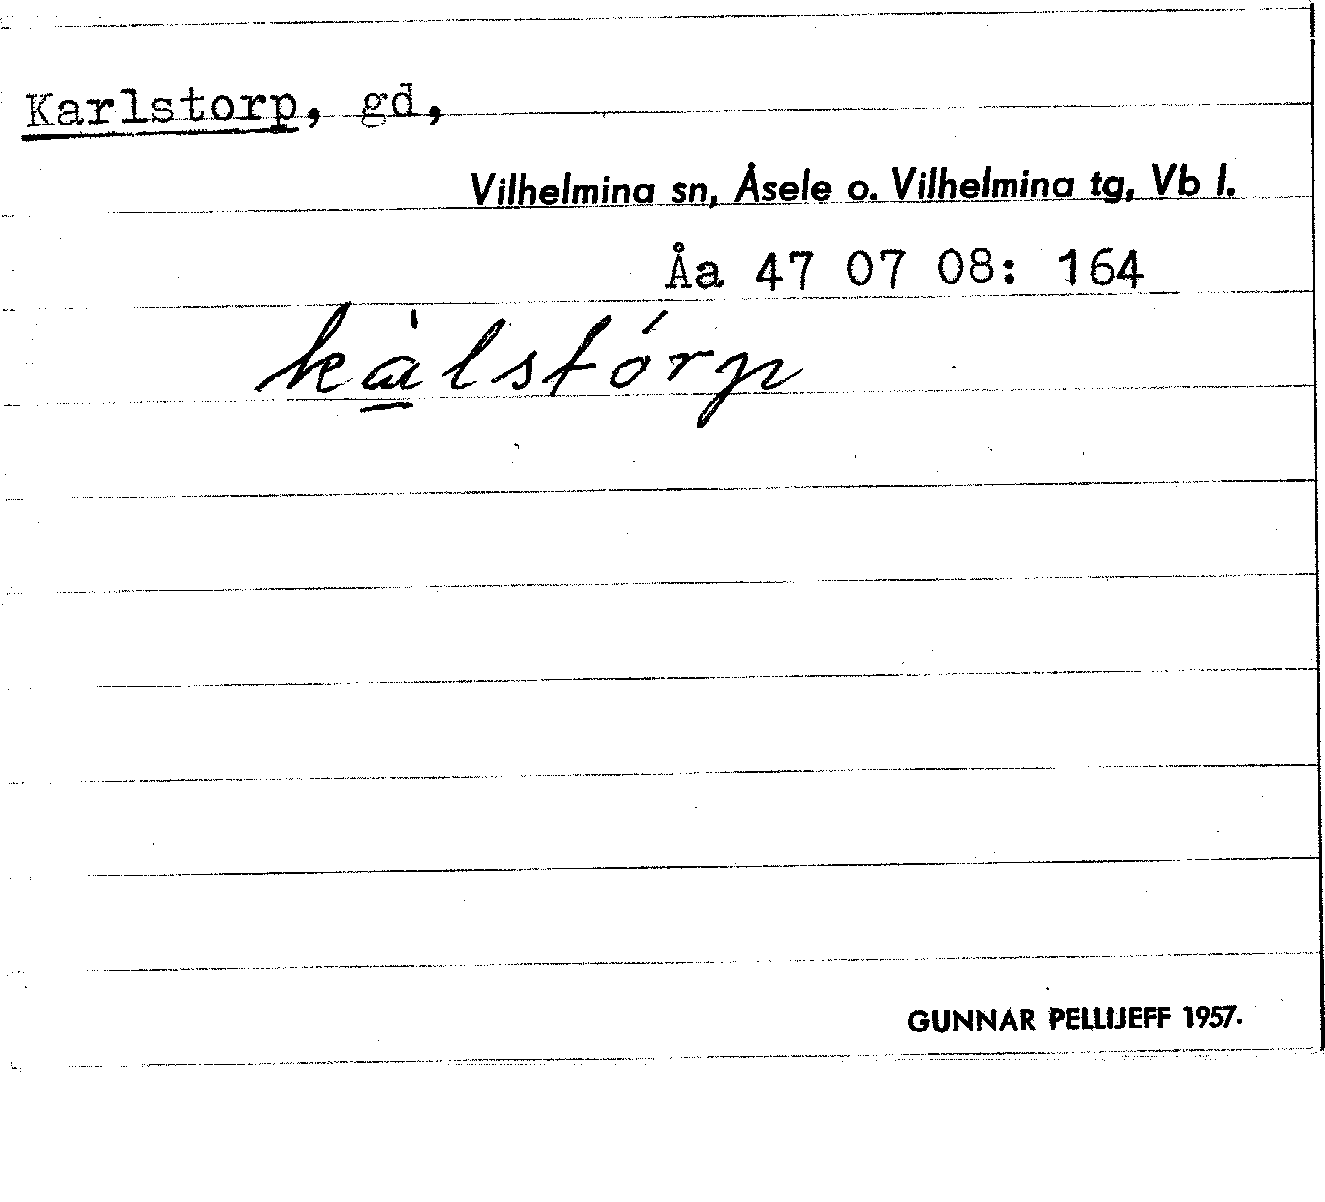 Karlstorp, gd,
Vilhelmina sn, Åsele o. Vilhelmina tg, Vb l.
Åa 47 07 08: 164
kàlstórp
GUNNAR PELLIJEFF 1957.